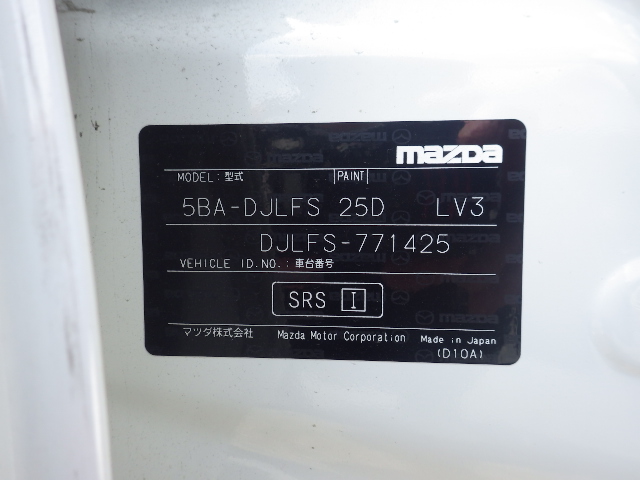 mazda
MODEL:型式 PAINT
5BA-DJLFS 25D LV3
DJLFS-771425
VEHICLE ID.NO.:車台番号
SRS I
マツダ株式会社 Mazda Motor Corporation Made in Japan
(D10A)